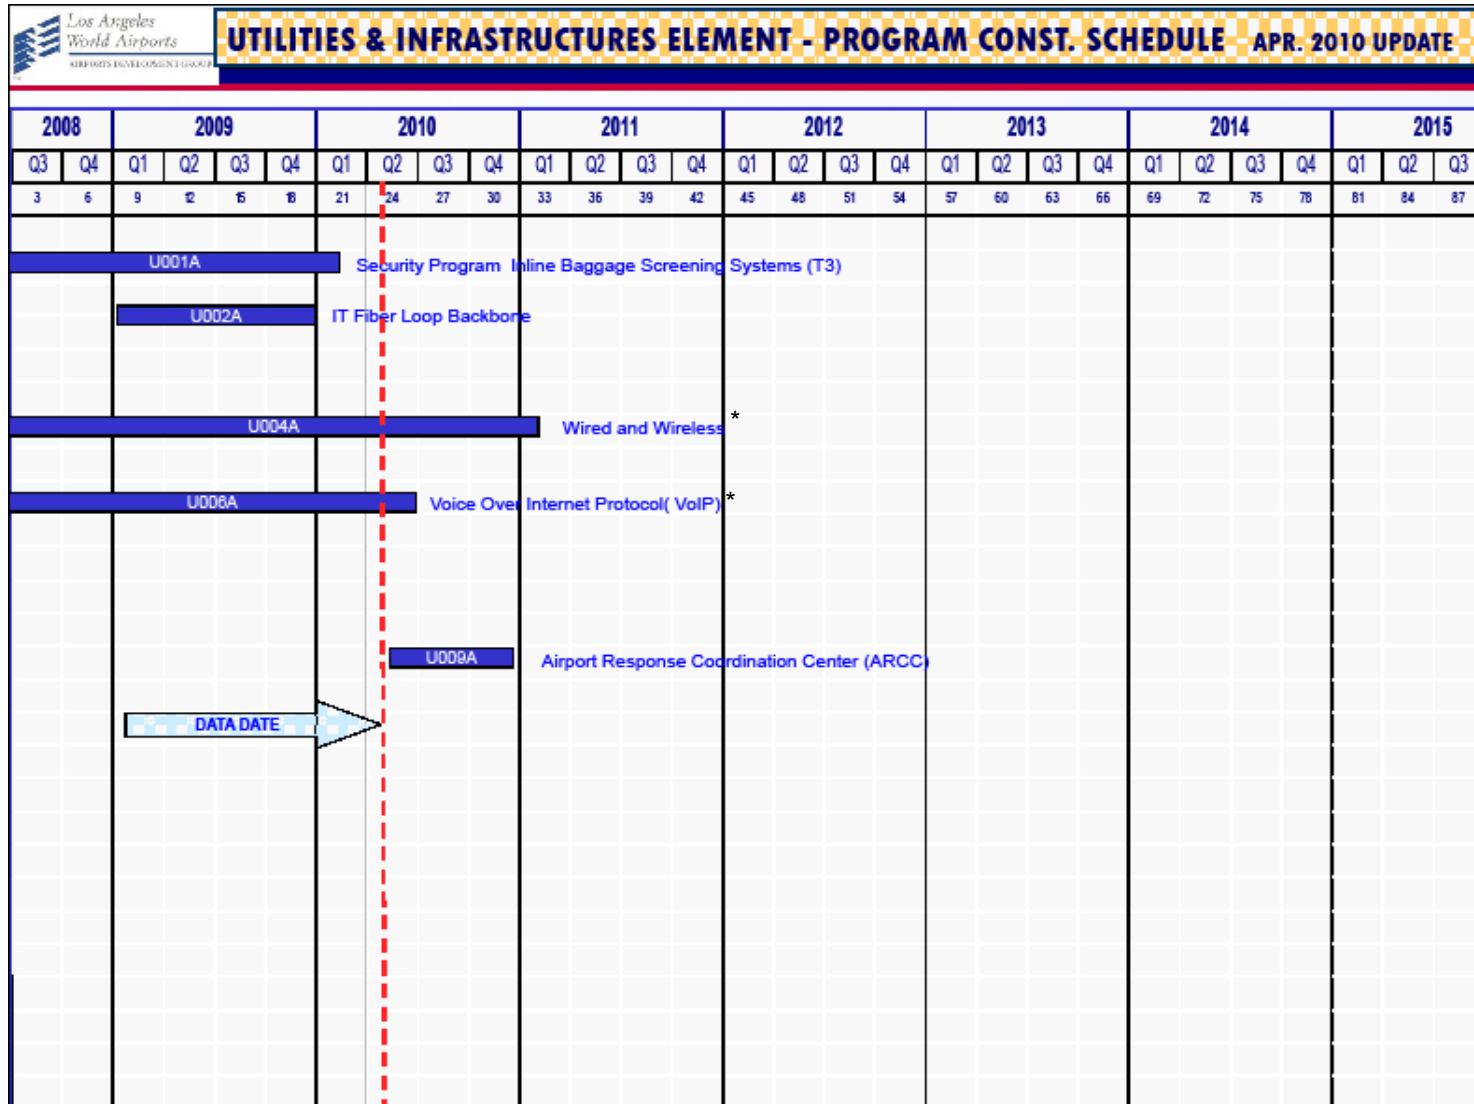 Los Angeles
World Airports
AIRPORTS DEVELOPMENT GROUP
UTILITIES & INFRASTRUCTURES ELEMENT - PROGRAM CONST. SCHEDULE APR. 2010 UPDATE
2008 2009 2010 2011 2012 2013 2014 2015
Q3 Q4 Q1 Q2 Q3 Q4 Q1 Q2 Q3 Q4 Q1 Q2 Q3 Q4 Q1 Q2 Q3 Q4 Q1 Q2 Q3 Q4 Q1 Q2 Q3 Q4 Q1 Q2 Q3
3 6 9 12 15 18 21 24 27 30 33 36 39 42 45 48 51 54 57 60 63 66 69 72 75 78 81 84 87
U001A Security Program Inline Baggage Screening Systems (T3)
U002A IT Fiber Loop Backbone
U004A Wired and Wireless *
U006A Voice Over Internet Protocol( VoIP) *
U009A Airport Response Coordination Center (ARCC)
DATA DATE